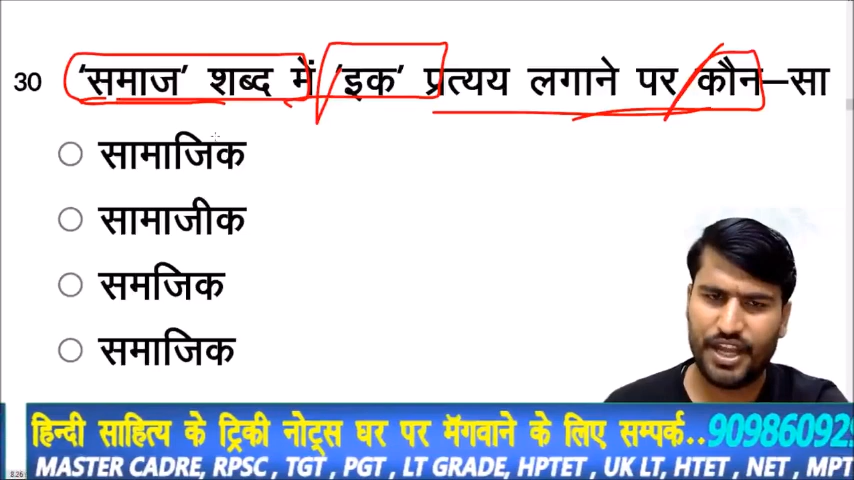 30 'समाज' शब्द में 'इक' प्रत्यय लगाने पर कौन–सा
सामाजिक
सामाजीक
समजिक
समाजिक
हिन्दी साहित्य के ट्रिकी नोट्स घर पर मॅगवाने के लिए सम्पर्क..90986092
MASTER CADRE, RPSC , TGT , PGT , LT GRADE, HPTET , UK LT, HTET , NET , MPT